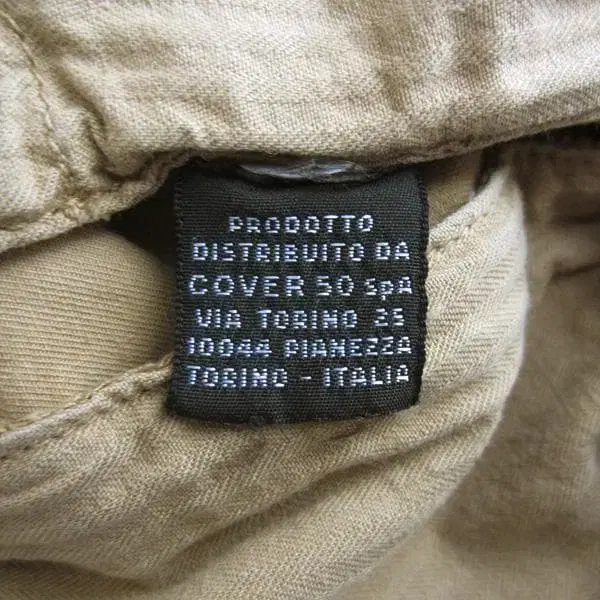 PRODOTTO
DISTRIBUITO DA
COVER 50 SpA
VIA TORINO 25
10044 PIANEZZA
TORINO - ITALIA